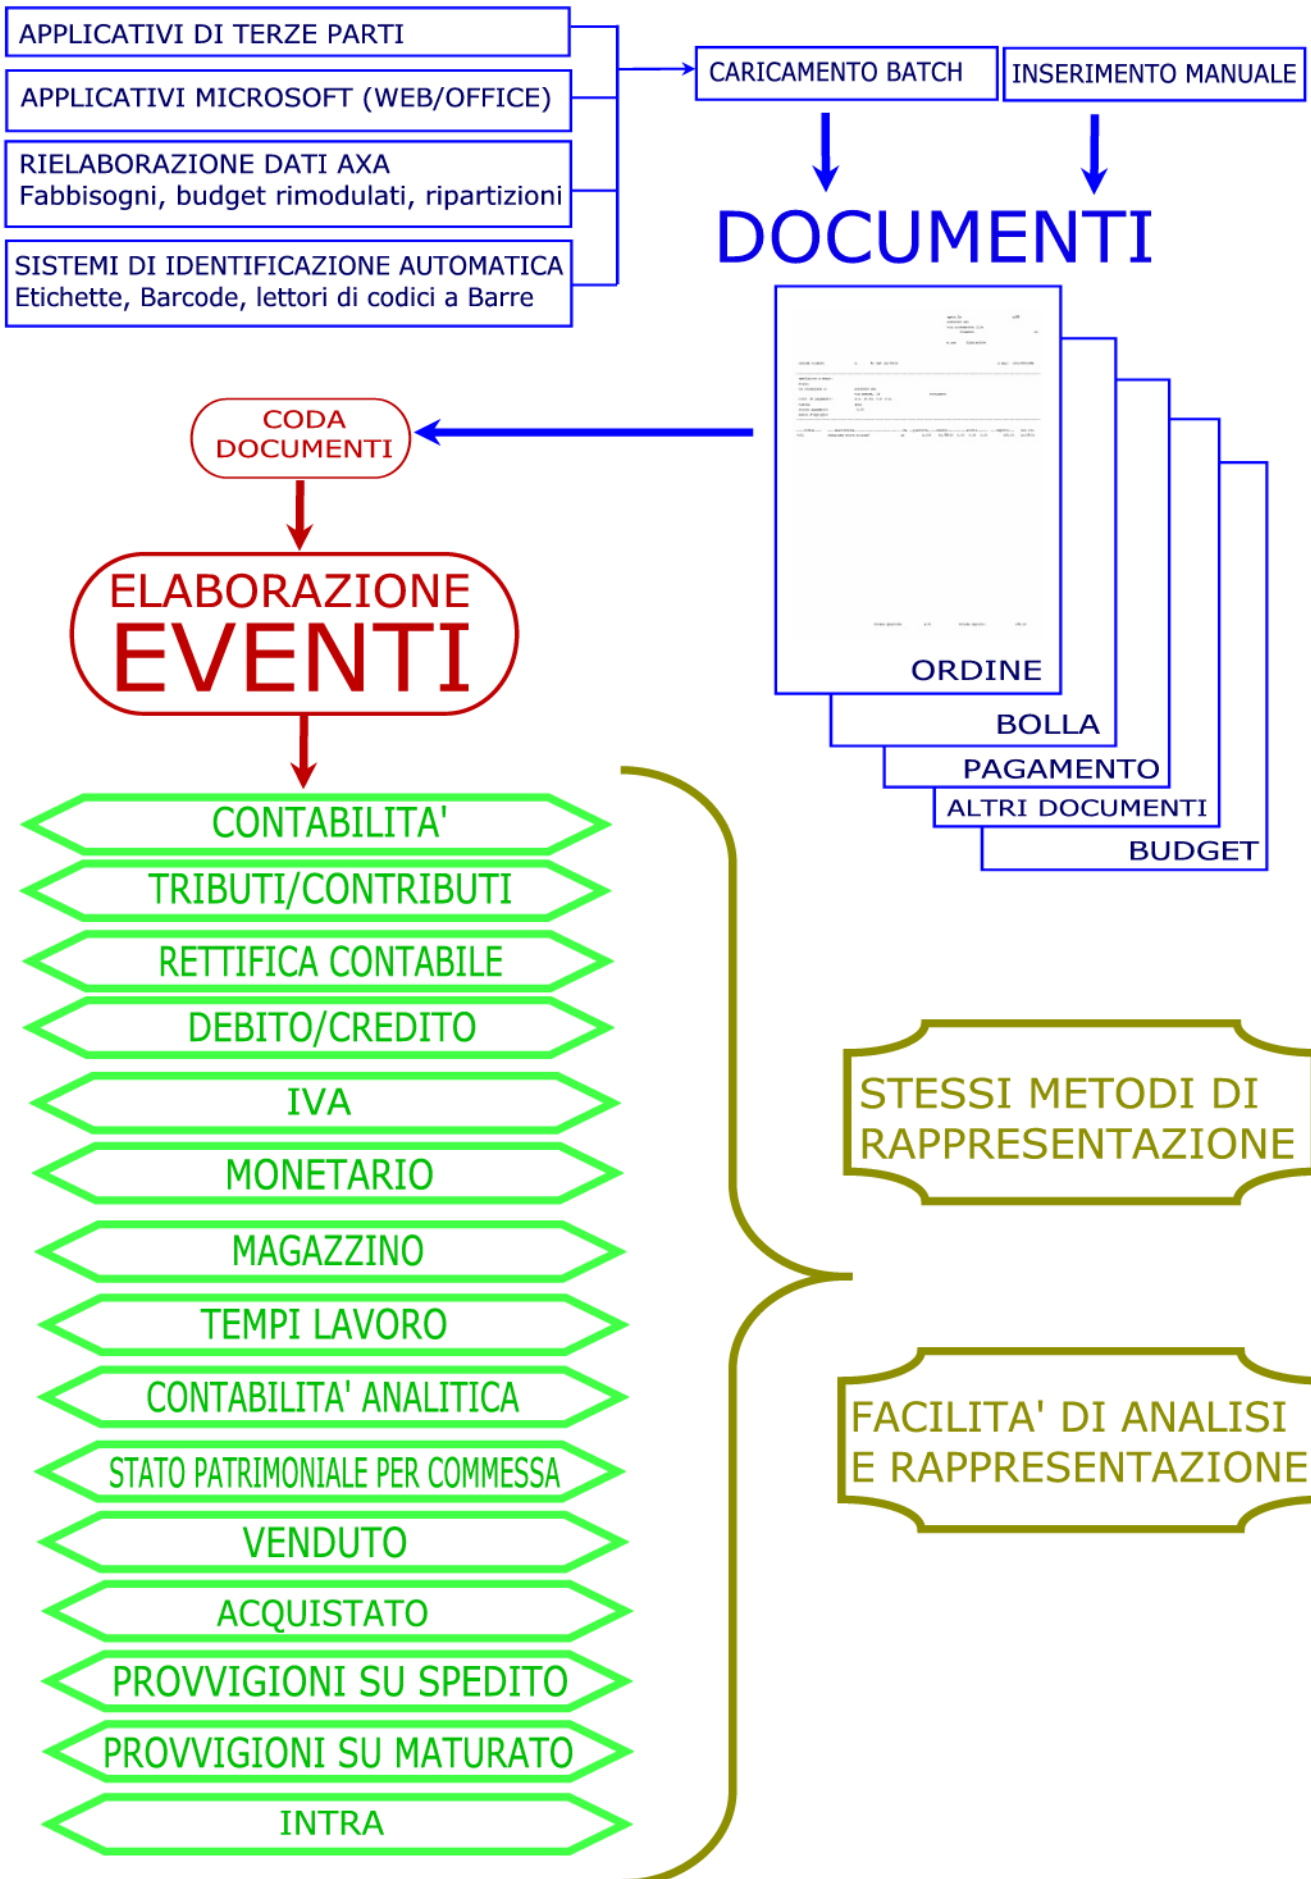 APPLICATIVI DI TERZE PARTI
APPLICATIVI MICROSOFT (WEB/OFFICE)
RIELABORAZIONE DATI AXA
Fabbisogni, budget rimodulati, ripartizioni
SISTEMI DI IDENTIFICAZIONE AUTOMATICA
Etichette, Barcode, lettori di codici a Barre
CARICAMENTO BATCH
INSERIMENTO MANUALE
DOCUMENTI
ORDINE
BOLLA
PAGAMENTO
ALTRI DOCUMENTI
BUDGET
CODA
DOCUMENTI
ELABORAZIONE
EVENTI
CONTABILITA'
TRIBUTI/CONTRIBUTI
RETTIFICA CONTABILE
DEBITO/CREDITO
IVA
MONETARIO
MAGAZZINO
TEMPI LAVORO
CONTABILITA' ANALITICA
STATO PATRIMONIALE PER COMMESSA
VENDUTO
ACQUISTATO
PROVVIGIONI SU SPEDITO
PROVVIGIONI SU MATURATO
INTRA
STESSI METODI DI
RAPPRESENTAZIONE
FACILITA' DI ANALISI
E RAPPRESENTAZIONE